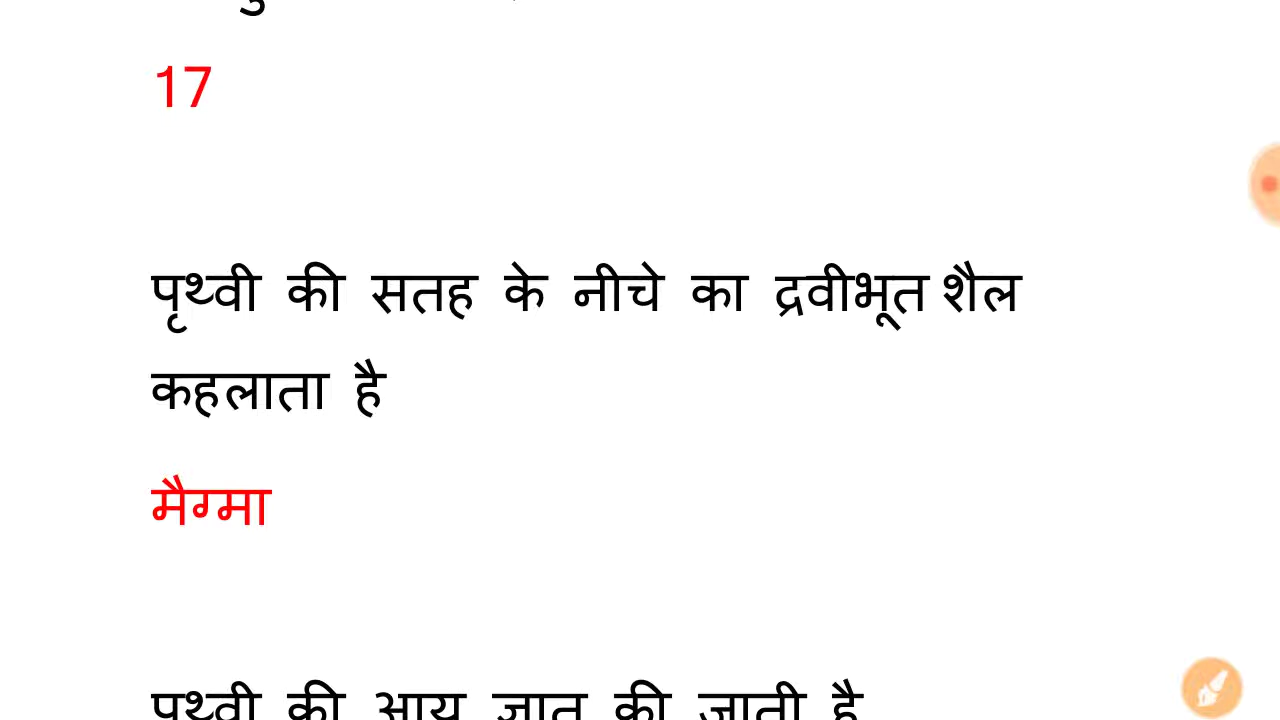 17
पृथ्वी की सतह के नीचे का द्रवीभूत शैल
कहलाता है
मैग्मा
पृथ्वी की आयु ज्ञात की जाती है